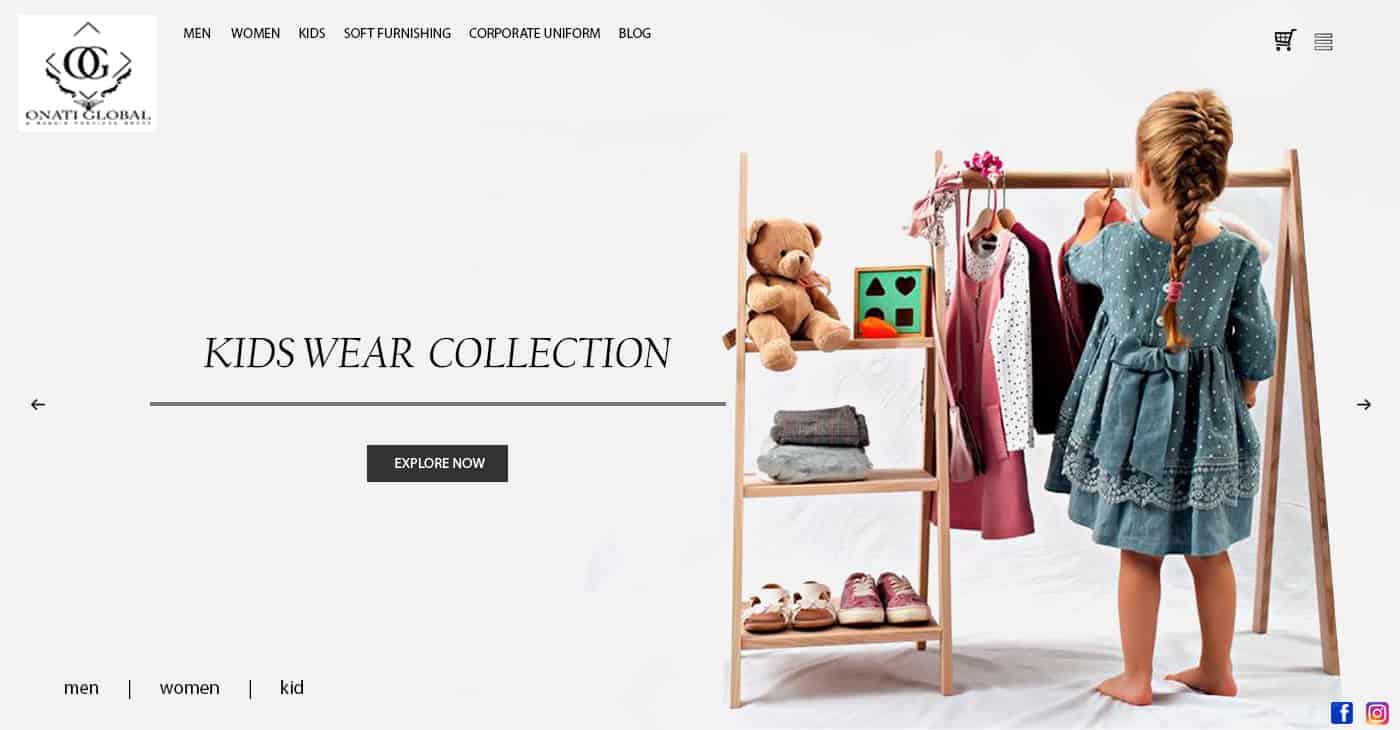 OG
ONATI GLOBAL
MEN WOMEN KIDS SOFT FURNISHING CORPORATE UNIFORM BLOG
KIDS WEAR COLLECTION
EXPLORE NOW
men | women | kid